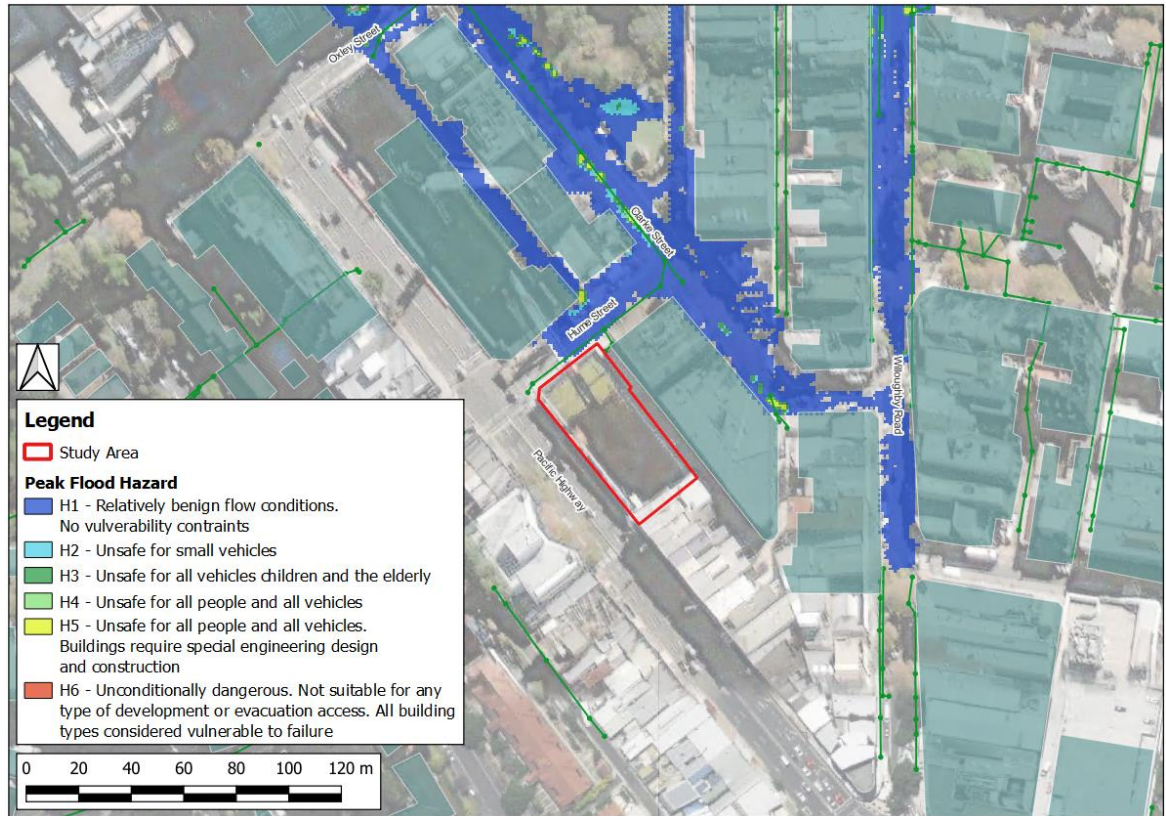 Oxley Street
Clarke Street
Hume Street
Willoughby Road
Pacific Highway
Legend
Study Area
Peak Flood Hazard
H1 - Relatively benign flow conditions.
No vulverability contraints
H2 - Unsafe for small vehicles
H3 - Unsafe for all vehicles children and the elderly
H4 - Unsafe for all people and all vehicles
H5 - Unsafe for all people and all vehicles.
Buildings require special engineering design
and construction
H6 - Unconditionally dangerous. Not suitable for any
type of development or evacuation access. All building
types considered vulnerable to failure
0 20 40 60 80 100 120 m